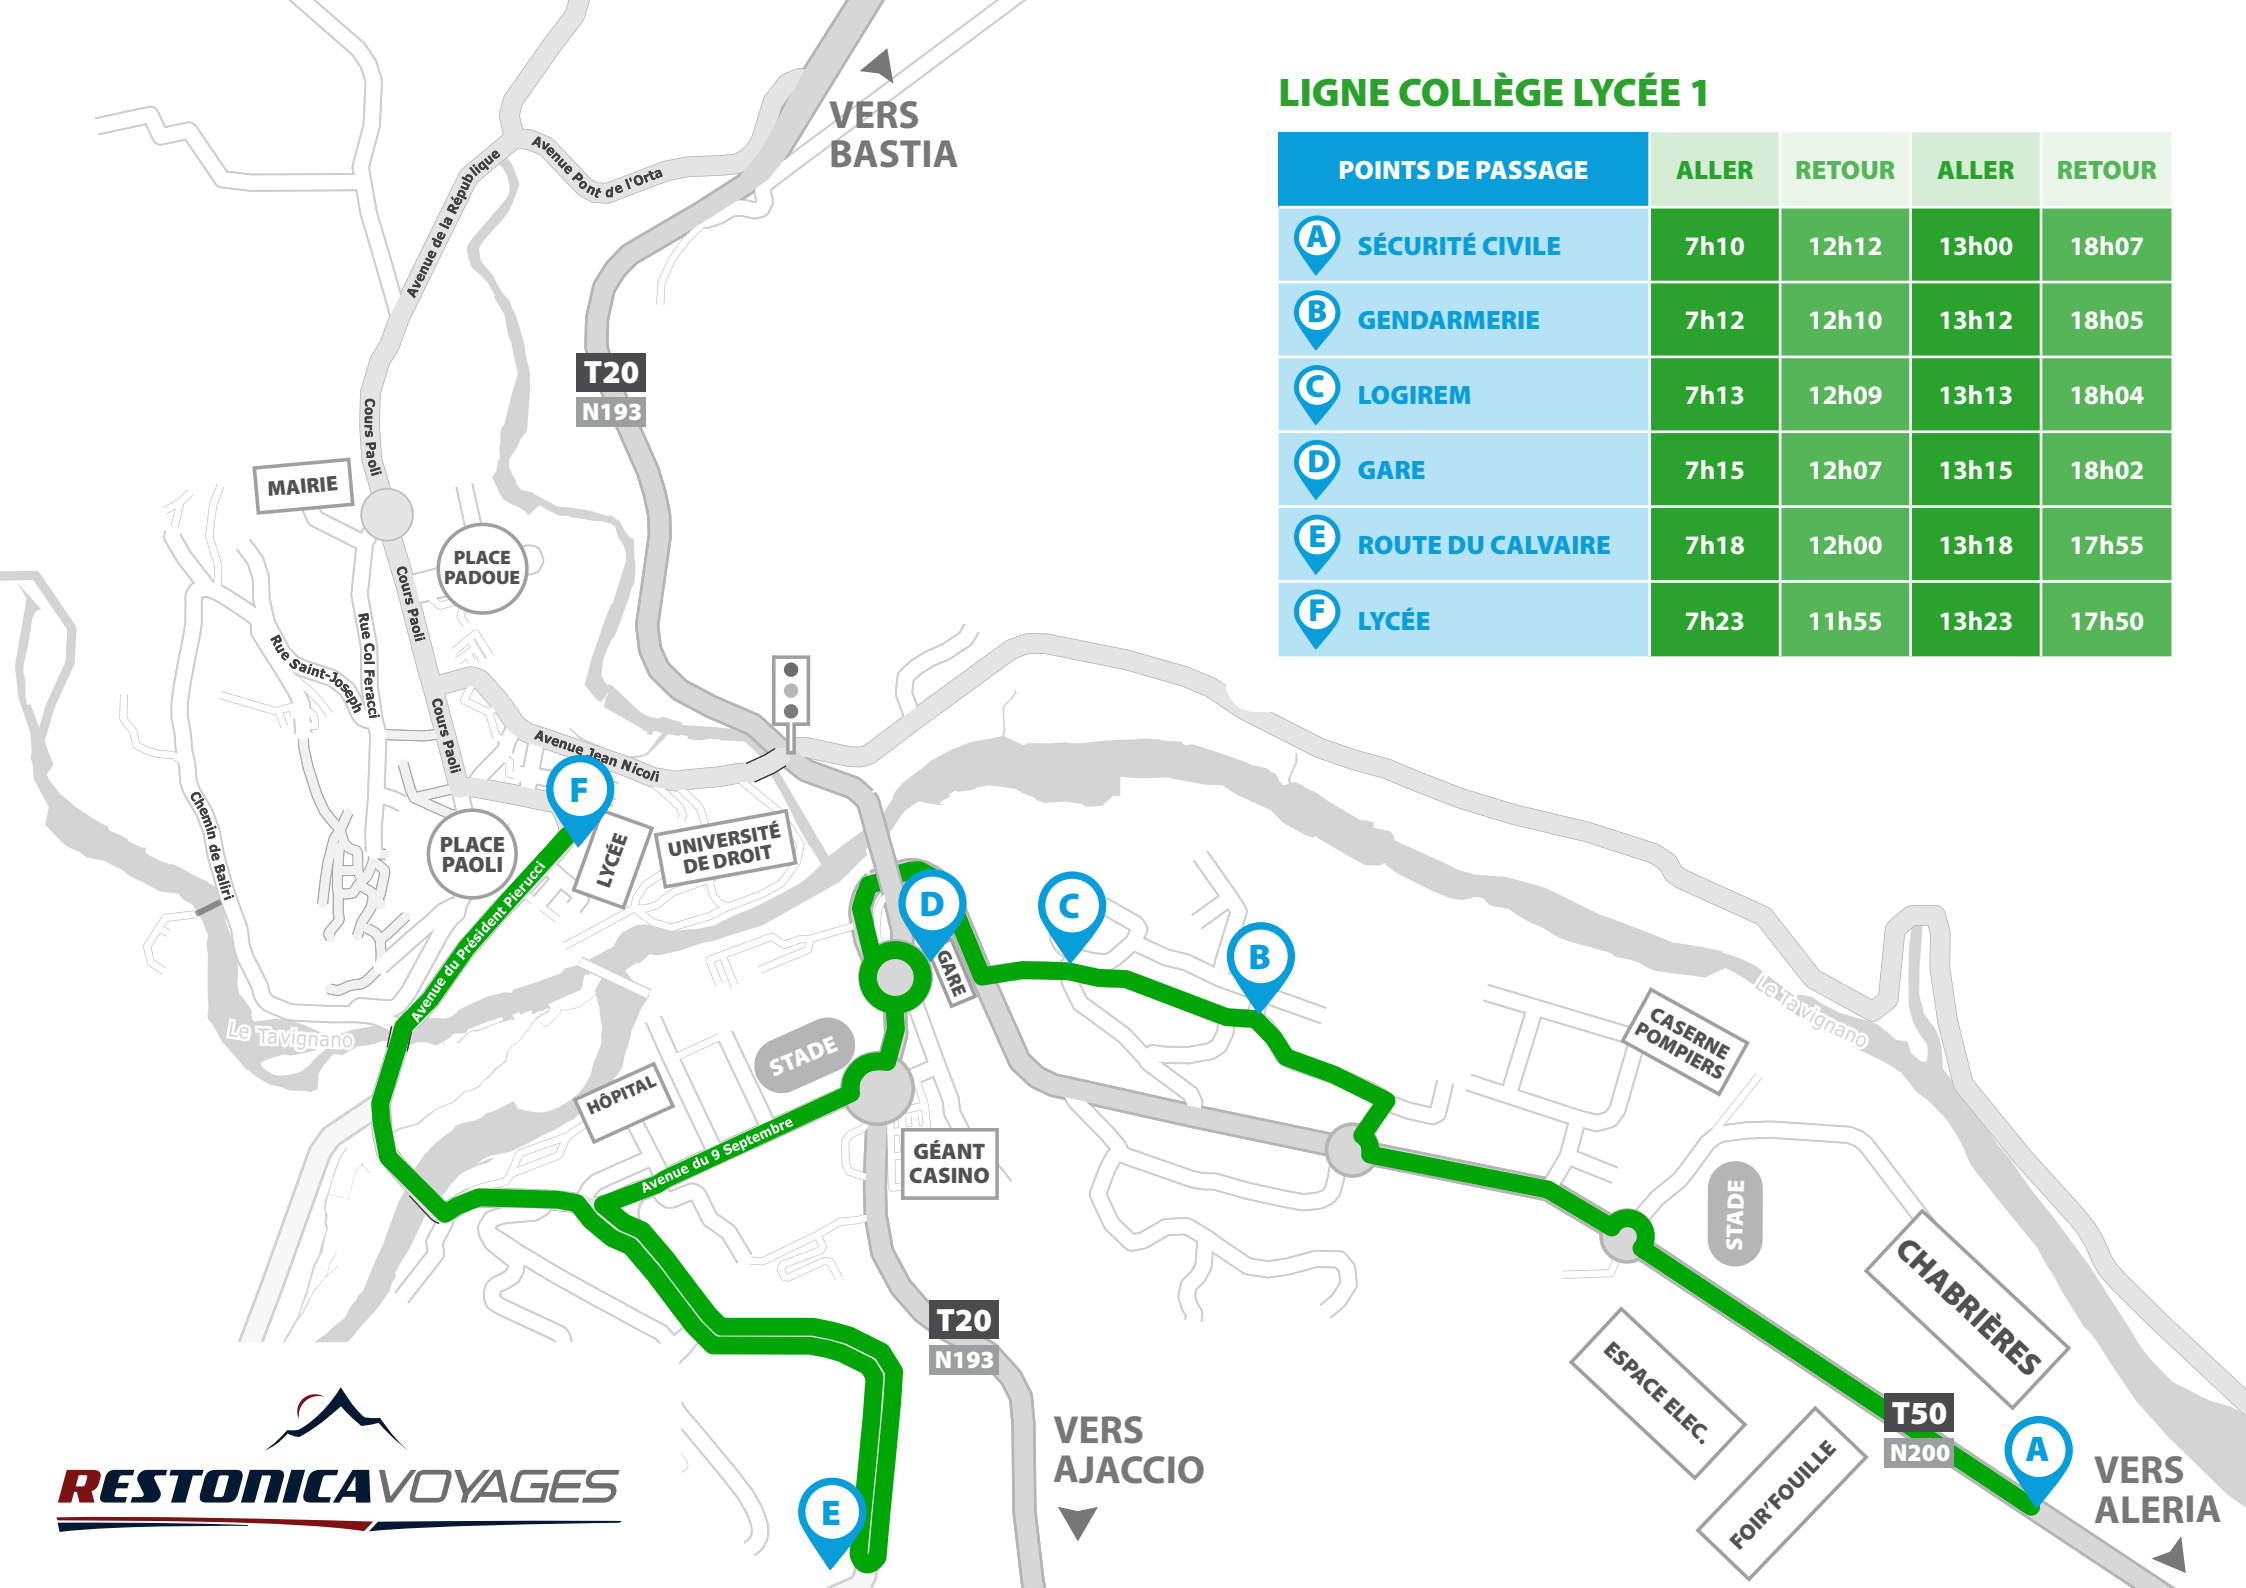 LIGNE COLLÈGE LYCÉE 1
POINTS DE PASSAGE ALLER RETOUR ALLER RETOUR
A SÉCURITÉ CIVILE 7h10 12h12 13h00 18h07
B GENDARMERIE 7h12 12h10 13h12 18h05
C LOGIREM 7h13 12h09 13h13 18h04
D GARE 7h15 12h07 13h15 18h02
E ROUTE DU CALVAIRE 7h18 12h00 13h18 17h55
F LYCÉE 7h23 11h55 13h23 17h50
VERS
BASTIA
Avenue Pont de l'Orta
Avenue de la République
T20
N193
Cours Paoli
MAIRIE
PLACE
PADOUE
Cours Paoli
Rue Col Feracci
Rue Saint-Joseph
Cours Paoli
Avenue Jean Nicoli
F
Chemin de Baliri
PLACE
PAOLI
LYCÉE
UNIVERSITÉ
DE DROIT
Avenue du Président Pierucci
D
C
B
GARE
Le Tavignano
Le Tavignano
STADE
HÔPITAL
CASERNE
POMPIERS
Avenue du 9 Septembre
GÉANT
CASINO
STADE
CHABRIÈRES
T20
N193
ESPACE ELEC.
FOIR'FOUILLE
T50
N200
A
VERS
AJACCIO
VERS
ALERIA
E
RESTONICA VOYAGES